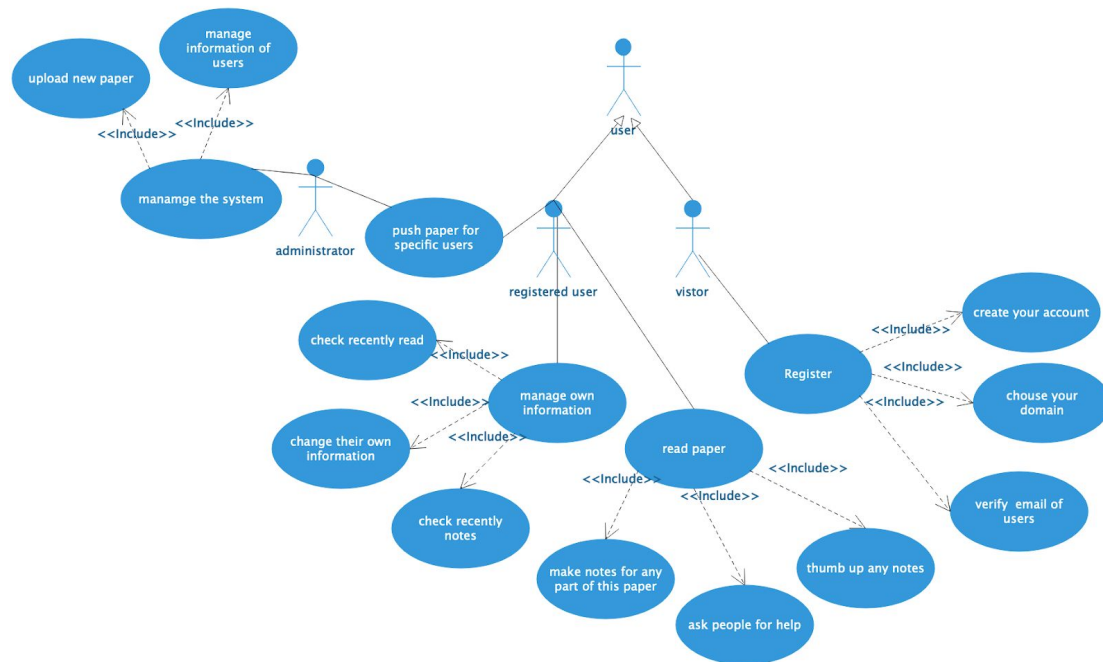 manage
information of
users
upload new paper
<<Include>>
<<Include>>
user
manamge the system
administrator
push paper for
specific users
registered user
vistor
create your account
<<Include>>
check recently read
<<Include>>
Register
<<Include>>
chouse your
domain
manage own
information
<<Include>>
<<Include>>
<<Include>>
change their own
information
read paper
<<Include>>
<<Include>>
<<Include>>
verify  email of
users
check recently
notes
thumb up any notes
make notes for any
part of this paper
ask people for help